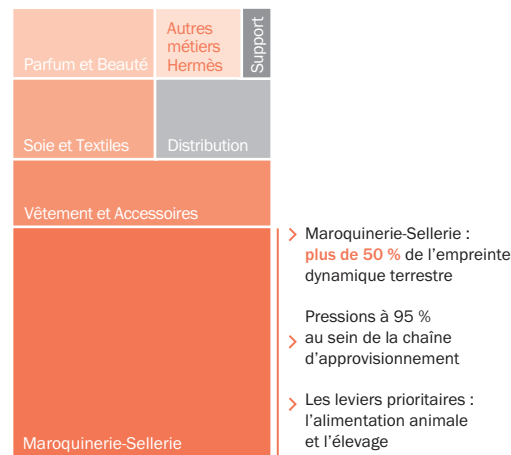 Autres
métiers
Hermès
Support
Parfum et Beauté
Soie et Textiles
Distribution
Vêtement et Accessoires
Maroquinerie-Sellerie
Maroquinerie-Sellerie :
plus de 50 % de l'empreinte
dynamique terrestre
Pressions à 95 %
au sein de la chaîne
d'approvisionnement
Les leviers prioritaires :
l'alimentation animale
et l'élevage